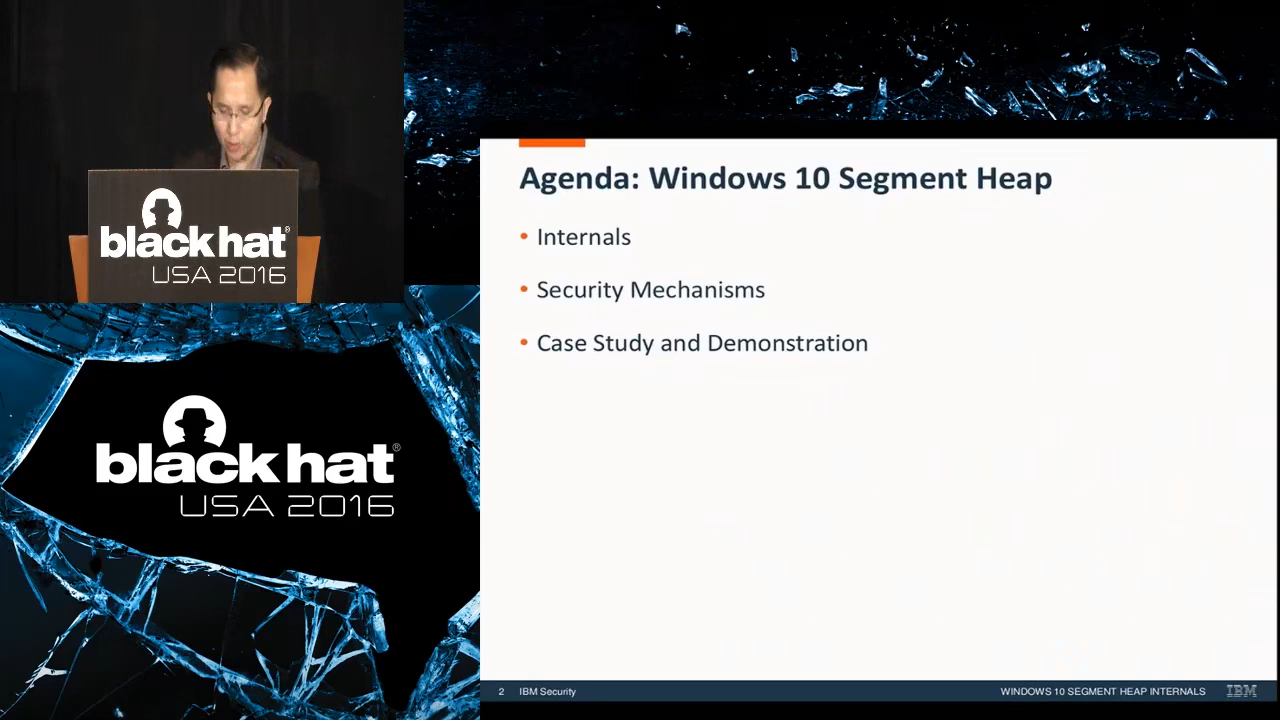 black hat®
USA 2016
black hat®
USA 2016
Agenda: Windows 10 Segment Heap
• Internals
• Security Mechanisms
• Case Study and Demonstration
2 IBM Security
WINDOWS 10 SEGMENT HEAP INTERNALS IBM